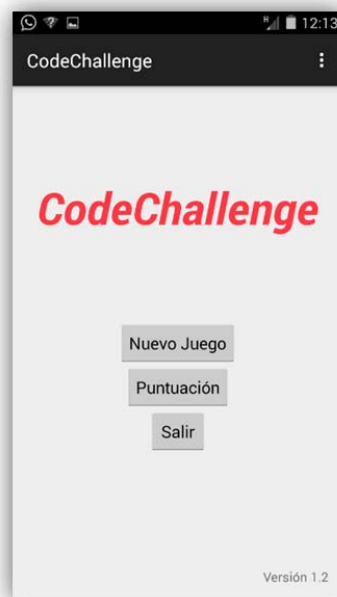 12:13
CodeChallenge
CodeChallenge
Nuevo Juego
Puntuación
Salir
Versión 1.2